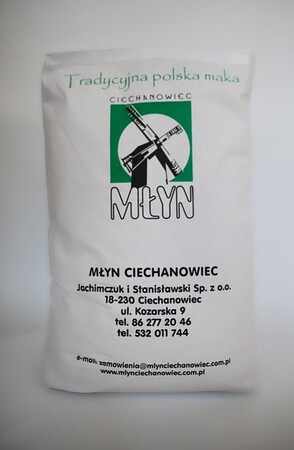 Tradycyjna polska mąka
CIECHANOWIEC
MŁYN
MŁYN CIECHANOWIEC
Jachimczuk i Stanisławski Sp. z o.o.
18-230 Ciechanowiec
ul. Kozarska 9
tel. 86 277 20 46
tel. 532 011 744
e-mail: zamowienia@mlynciechanowiec.com.pl
www.mlynciechanowiec.com.pl